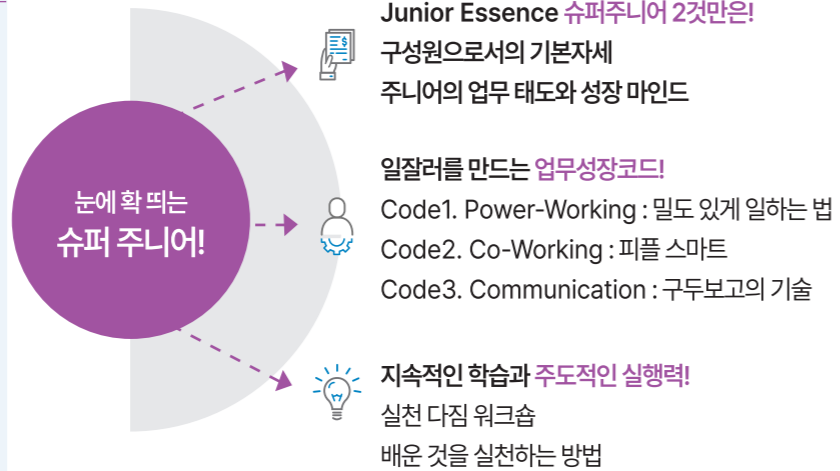 눈에 확 띄는
슈퍼 주니어!
Junior Essence 슈퍼주니어 2것만은!
구성원으로서의 기본자세
주니어의 업무 태도와 성장 마인드
일잘러를 만드는 업무성장코드!
Code1. Power-Working : 밀도 있게 일하는 법
Code2. Co-Working : 피플 스마트
Code3. Communication : 구두보고의 기술
지속적인 학습과 주도적인 실행력!
실천 다짐 워크숍
배운 것을 실천하는 방법